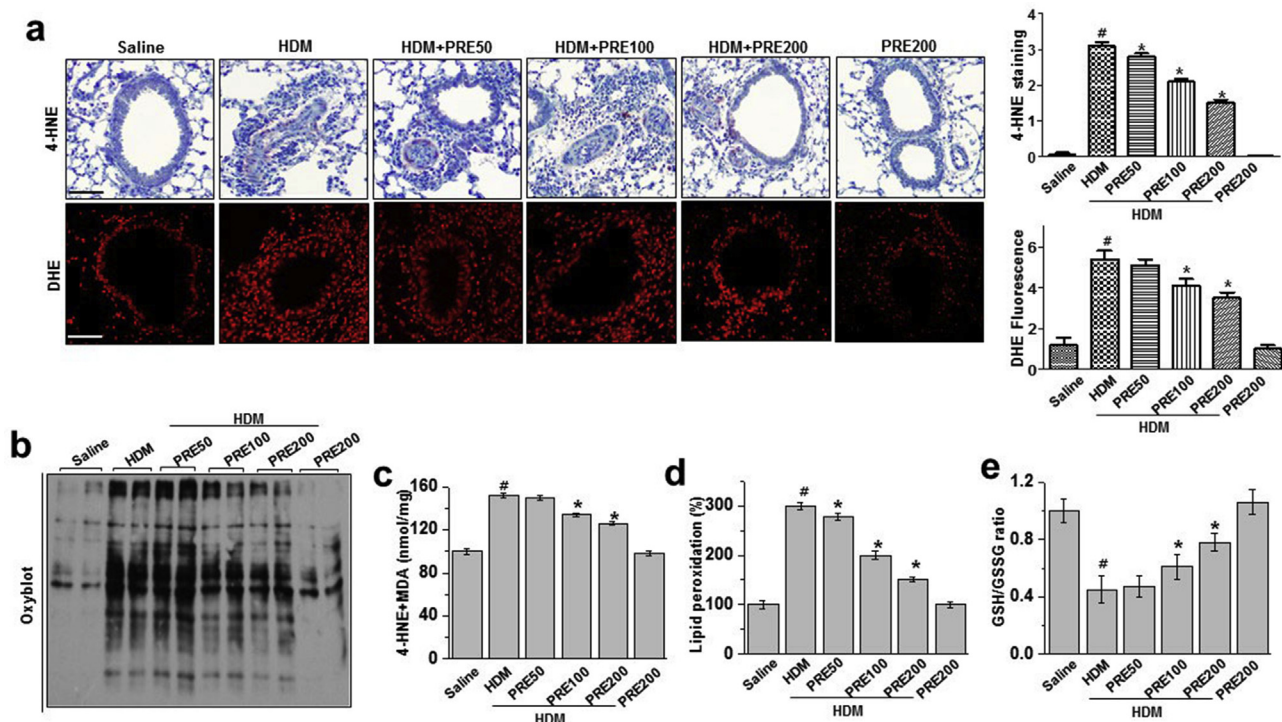 a
Saline HDM HDM+PRE50 HDM+PRE100 HDM+PRE200 PRE200
4-HNE
DHE
4-HNE staining
4
3
2
1
0
Saline HDM PRE50 PRE100 PRE200 PRE200
HDM
# * * *
DHE Fluorescence
6
4
2
0
Saline HDM PRE50 PRE100 PRE200 PRE200
HDM
# * *
b
HDM
Saline HDM PRE50 PRE100 PRE200 PRE200
Oxyblot
c
4-HNE+MDA (nmol/mg)
160
120
80
40
0
# * *
Saline HDM PRE50 PRE100 PRE200 PRE200
HDM
d
Lipid peroxidation (%)
300
200
100
0
# * * *
Saline HDM PRE50 PRE100 PRE200 PRE200
HDM
e
GSH/GSSG ratio
1.2
0.8
0.4
0.0
# * *
Saline HDM PRE50 PRE100 PRE200 PRE200
HDM